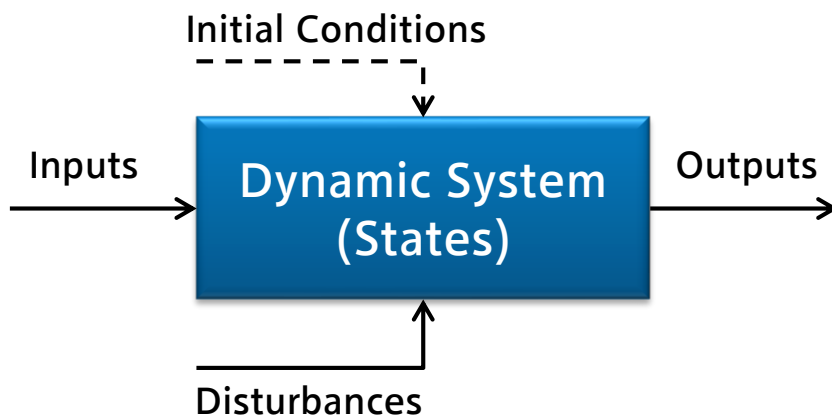 Initial Conditions
Inputs
Dynamic System
(States)
Outputs
Disturbances